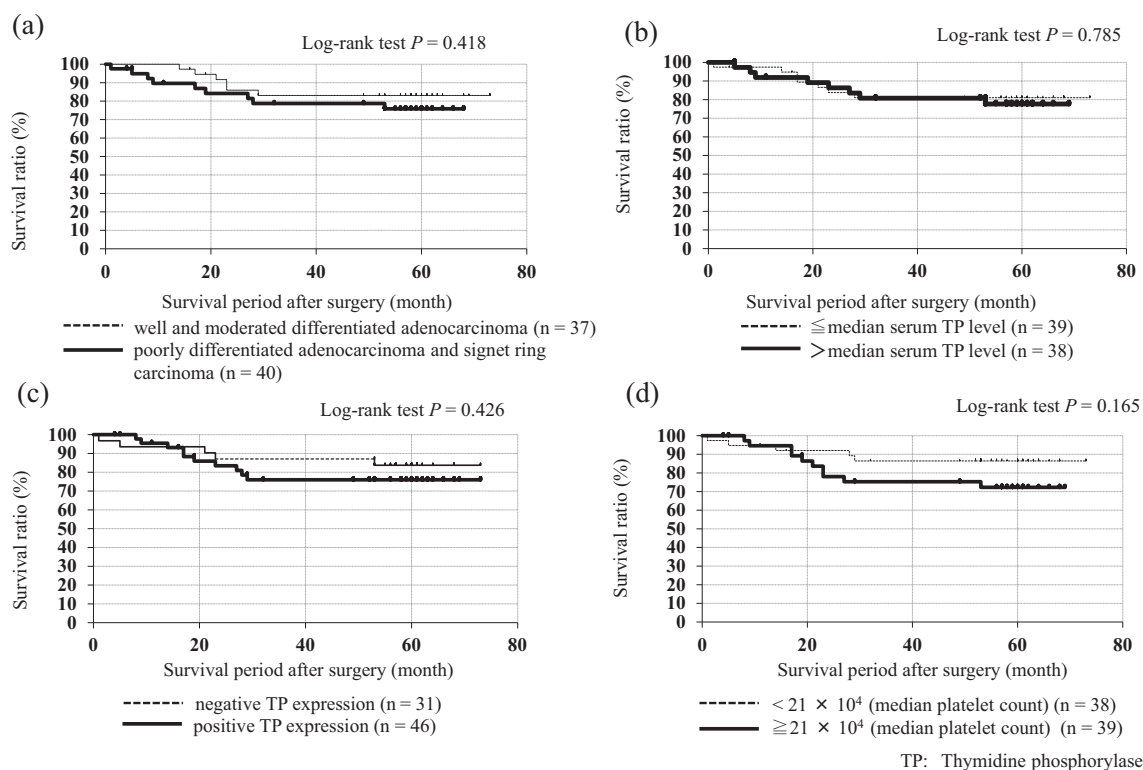 (a)
Log-rank test P = 0.418
Survival ratio (%)
100
90
80
70
60
50
40
30
20
10
0
0 20 40 60 80
Survival period after surgery (month)
well and moderated differentiated adenocarcinoma (n = 37)
poorly differentiated adenocarcinoma and signet ring
carcinoma (n = 40)
(b)
Log-rank test P = 0.785
Survival ratio (%)
100
90
80
70
60
50
40
30
20
10
0
0 20 40 60 80
Survival period after surgery (month)
≦median serum TP level (n = 39)
＞median serum TP level (n = 38)
(c)
Log-rank test P = 0.426
Survival ratio (%)
100
90
80
70
60
50
40
30
20
10
0
0 20 40 60 80
Survival period after surgery (month)
negative TP expression (n = 31)
positive TP expression (n = 46)
(d)
Log-rank test P = 0.165
Survival ratio (%)
100
90
80
70
60
50
40
30
20
10
0
0 20 40 60 80
Survival period after surgery (month)
< 21 × 10⁴ (median platelet count) (n = 38)
≧21 × 10⁴ (median platelet count) (n = 39)
TP: Thymidine phosphorylase